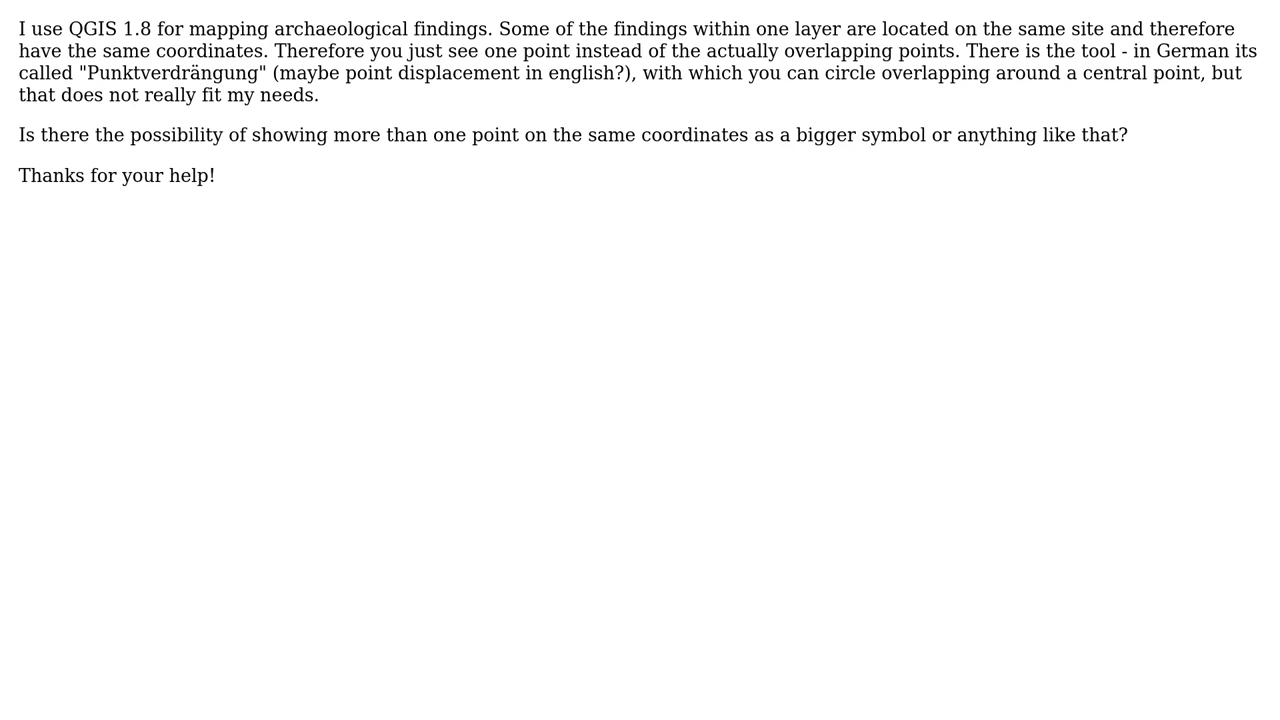 I use QGIS 1.8 for mapping archaeological findings. Some of the findings within one layer are located on the same site and therefore
have the same coordinates. Therefore you just see one point instead of the actually overlapping points. There is the tool - in German its
called "Punktverdrängung" (maybe point displacement in english?), with which you can circle overlapping around a central point, but
that does not really fit my needs.
Is there the possibility of showing more than one point on the same coordinates as a bigger symbol or anything like that?
Thanks for your help!